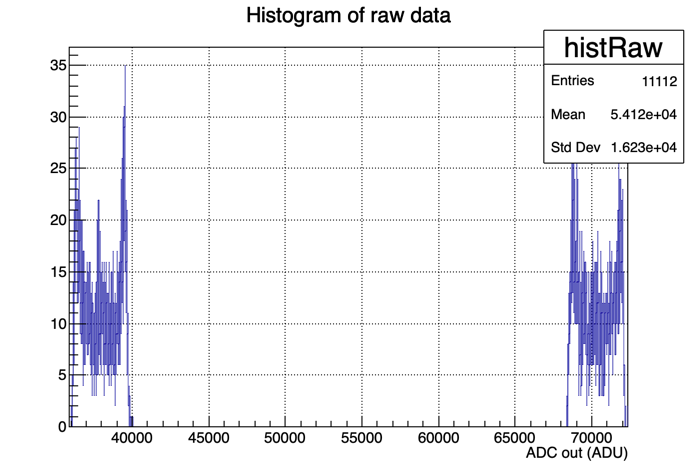 Histogram of raw data
histRaw
Entries 11112
Mean 5.412e+04
Std Dev 1.623e+04
35
30
25
20
15
10
5
0
40000 45000 50000 55000 60000 65000 70000
ADC out (ADU)